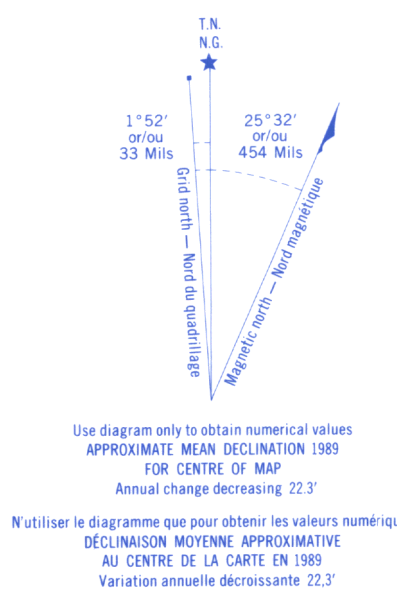 T.N.
N.G.
1°52'
or/ou
33 Mils
25°32'
or/ou
454 Mils
Grid north — Nord du quadrillage
Magnetic north — Nord magnétique
Use diagram only to obtain numerical values
APPROXIMATE MEAN DECLINATION 1989
FOR CENTRE OF MAP
Annual change decreasing 22.3'
N'utiliser le diagramme que pour obtenir les valeurs
DÉCLINAISON MOYENNE APPROXIMATIVE
AU CENTRE DE LA CARTE EN 1989
Variation annuelle décroissante 22,3'